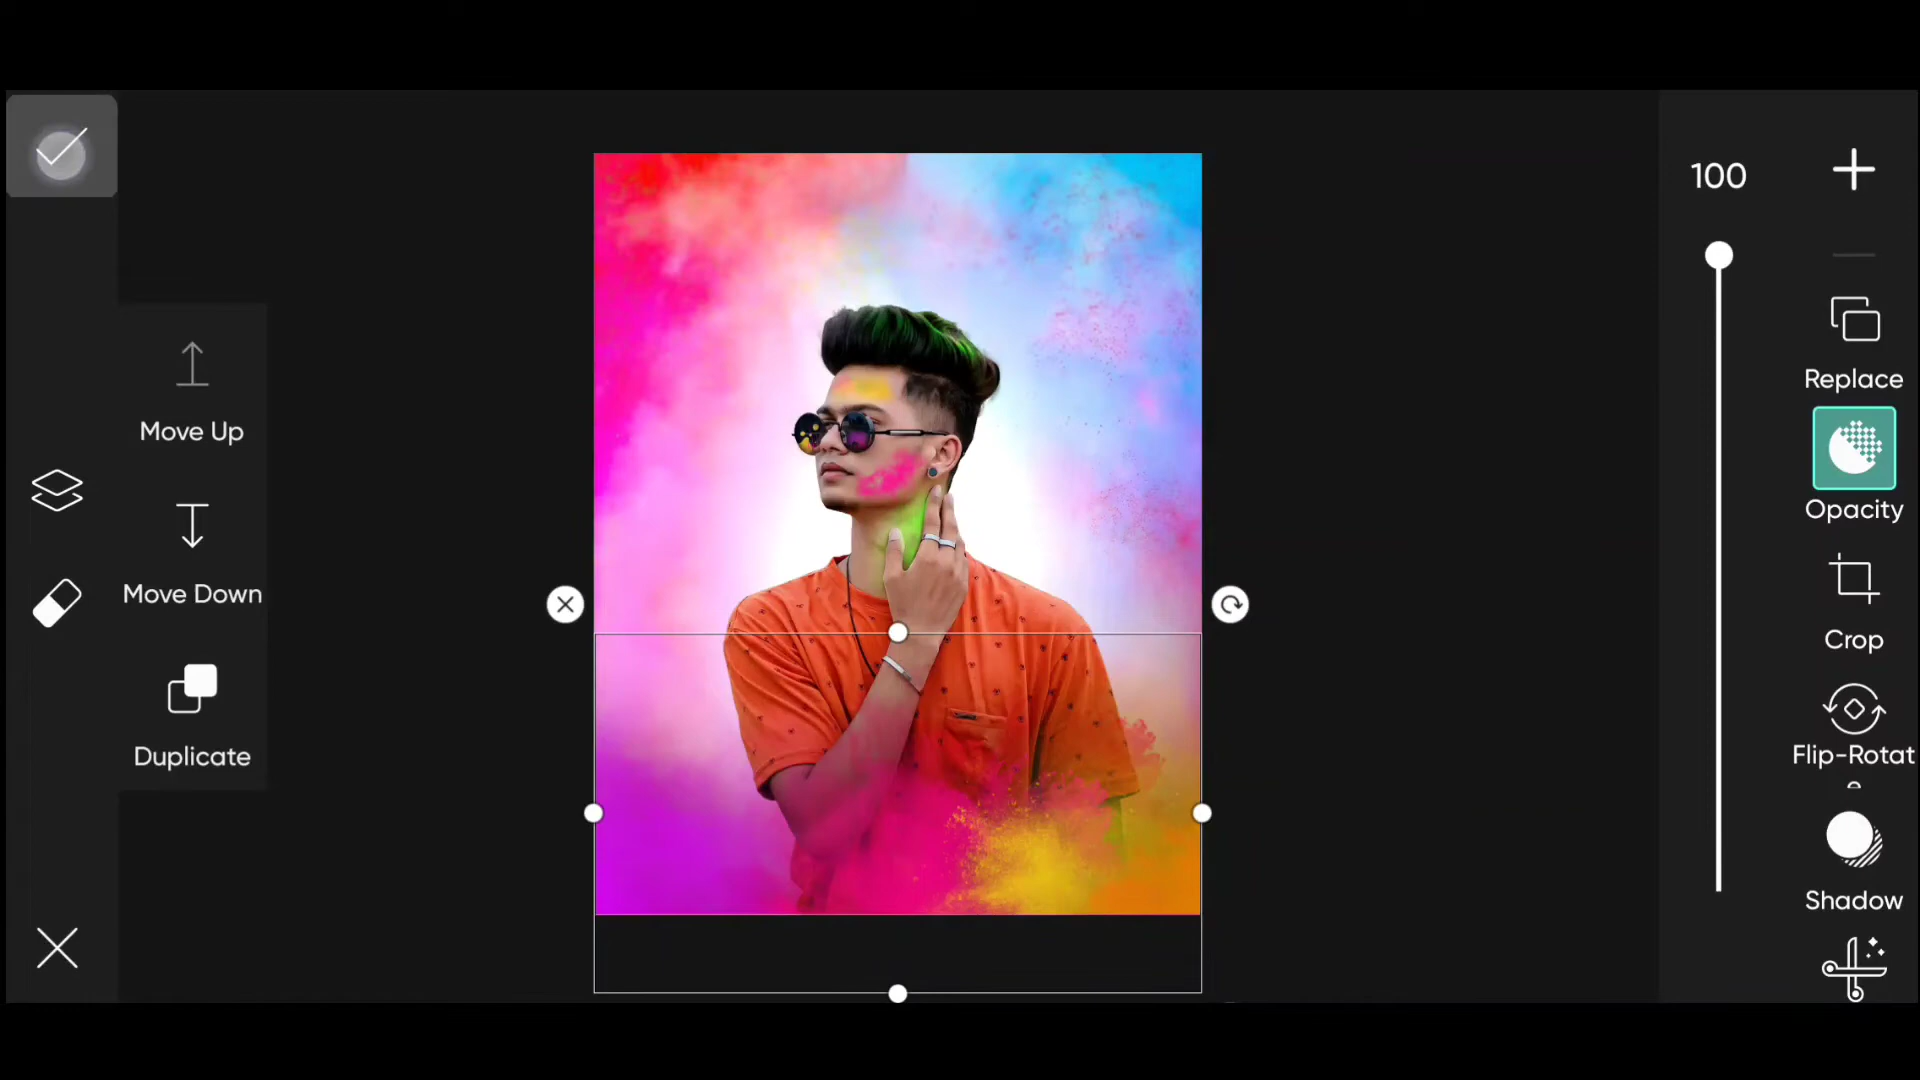 100
Move Up
Move Down
Duplicate
Replace
Opacity
Crop
Flip-Rotat
Shadow